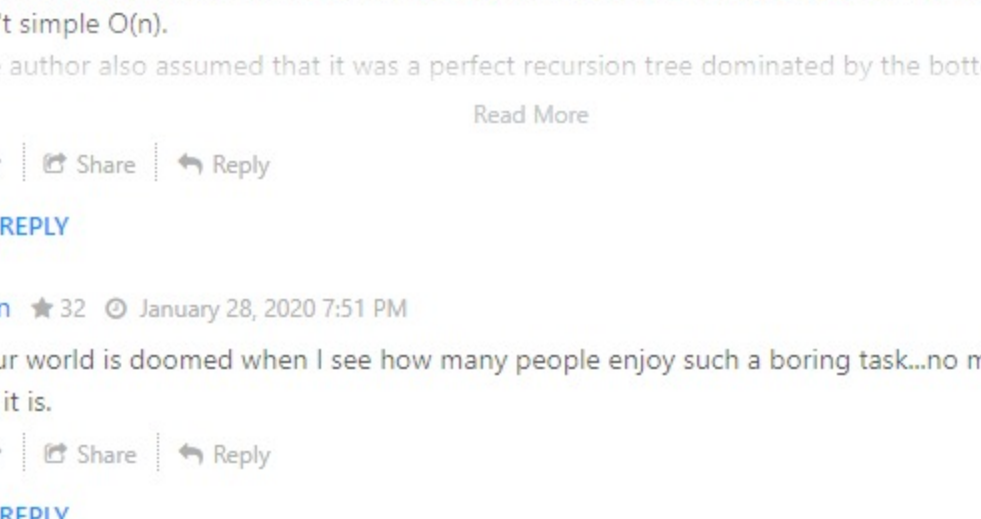 't simple O(n).
author also assumed that it was a perfect recursion tree dominated by the bott
Read More
Share Reply
REPLY
n 32 January 28, 2020 7:51 PM
ur world is doomed when I see how many people enjoy such a boring task...no m
it is.
Share Reply
REPLY